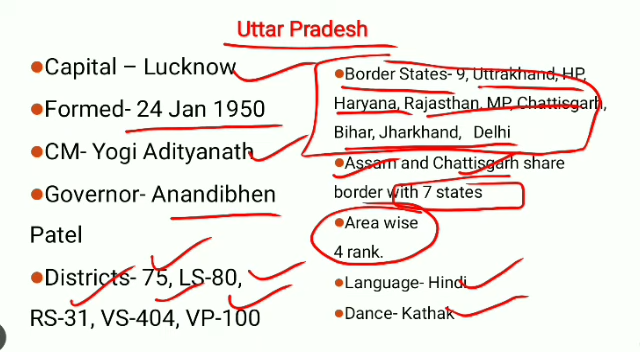 Uttar Pradesh
Capital – Lucknow
Formed- 24 Jan 1950
CM- Yogi Adityanath
Governor- Anandibhen
Patel
Districts- 75, LS-80,
RS-31, VS-404, VP-100
Border States- 9, Uttrakhand, HP,
Haryana, Rajasthan, MP, Chattisgarh,
Bihar, Jharkhand, Delhi
Assam and Chattisgarh share
border with 7 states
Area wise
4 rank.
Language- Hindi
Dance- Kathak